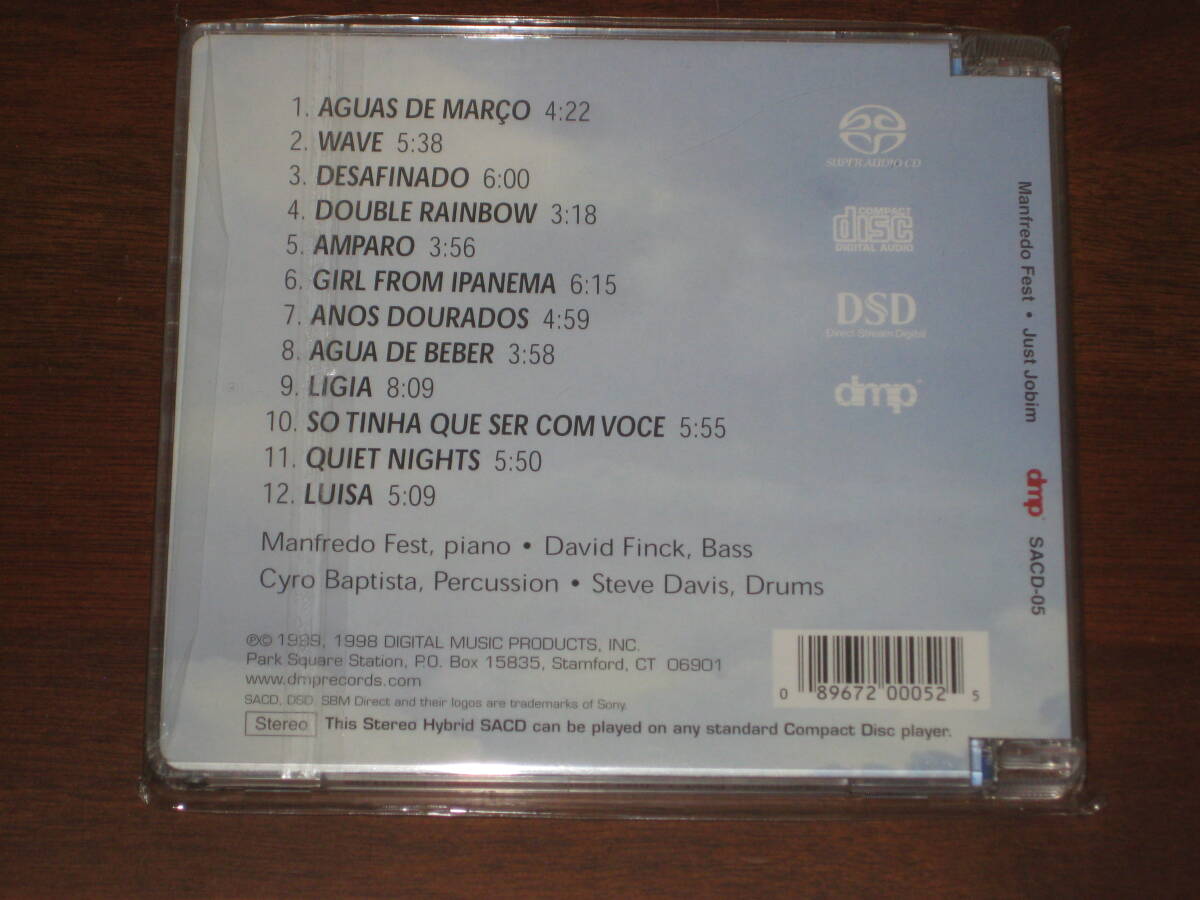 1. AGUAS DE MARÇO 4:22
2. WAVE 5:38
3. DESAFINADO 6:00
4. DOUBLE RAINBOW 3:18
5. AMPARO 3:56
6. GIRL FROM IPANEMA 6:15
7. ANOS DOURADOS 4:59
8. AGUA DE BEBER 3:58
9. LIGIA 8:09
10. SO TINHA QUE SER COM VOCE 5:55
11. QUIET NIGHTS 5:50
12. LUISA 5:09
Manfredo Fest, piano • David Finck, Bass
Cyro Baptista, Percussion • Steve Davis, Drums
℗© 1999, 1998 DIGITAL MUSIC PRODUCTS, INC.
Park Square Station, P.O. Box 15835, Stamford, CT 06901
www.dmprecords.com
SACD, DSD, SBM Direct and their logos are trademarks of Sony.
Stereo This Stereo Hybrid SACD can be played on any standard Compact Disc player.
SUPER AUDIO CD
COMPACT
disc
DIGITAL AUDIO
DSD
Direct Stream Digital
dmp
0 89672 00052 5
Manfredo Fest • Just Jobim dmp SACD-05